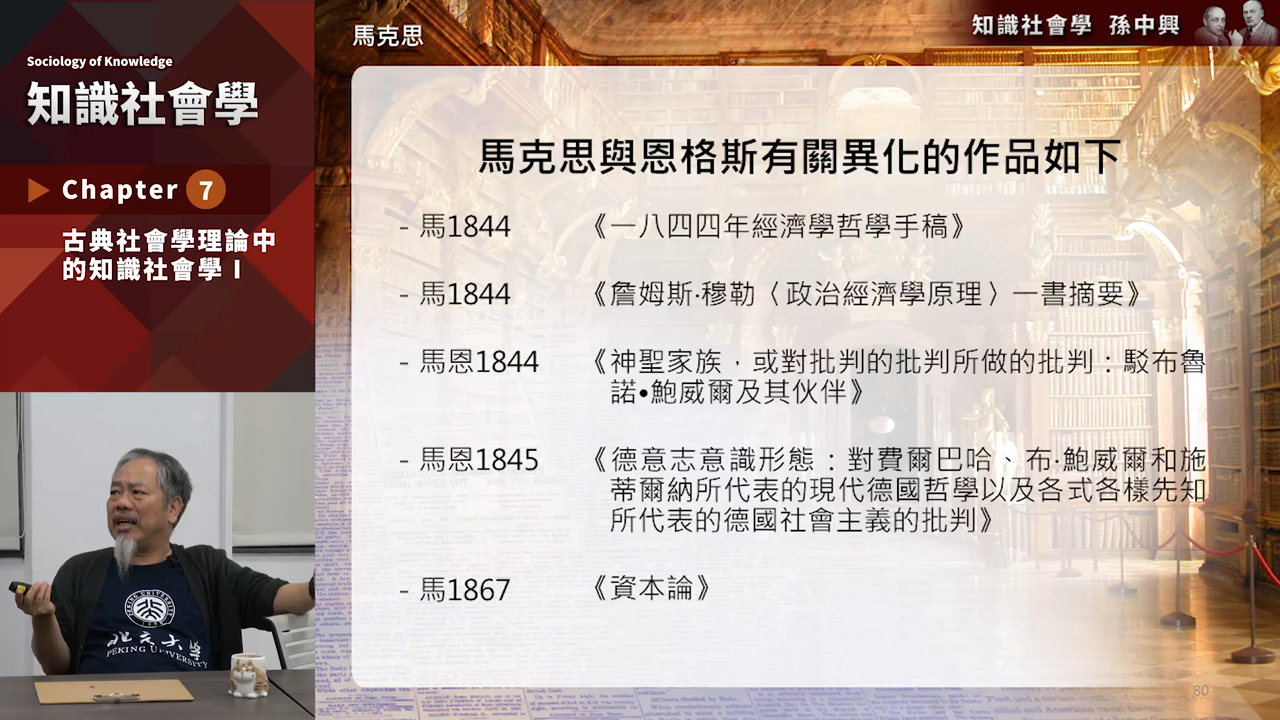 Sociology of Knowledge
知識社會學
Chapter 7
古典社會學理論中
的知識社會學 I
馬克思
知識社會學 孫中興
馬克思與恩格斯有關異化的作品如下
- 馬1844 《一八四四年經濟學哲學手稿》
- 馬1844 《詹姆斯·穆勒〈政治經濟學原理〉一書摘要》
- 馬恩1844 《神聖家族，或對批判的批判所做的批判：駁布魯
諾•鮑威爾及其伙伴》
- 馬恩1845 《德意志意識形態：對費爾巴哈、布·鮑威爾和施
蒂爾納所代表的現代德國哲學以及各式各樣先知
所代表的德國社會主義的批判》
- 馬1867 《資本論》
80
北京大學
PEKING UNIVERSITY